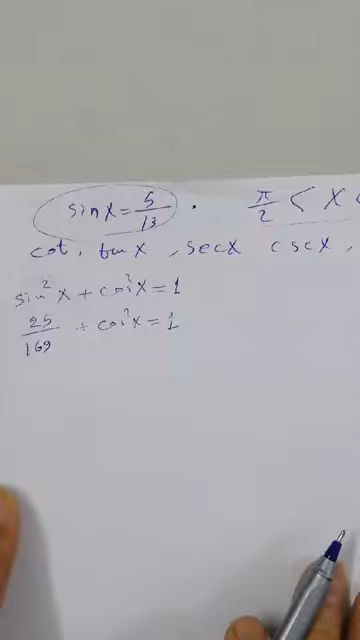 sin x = 5/13 . π/2 < x <
cot, tan x, sec x csc x,
sin² x + cos² x = 1
25/169 + cos² x = 1